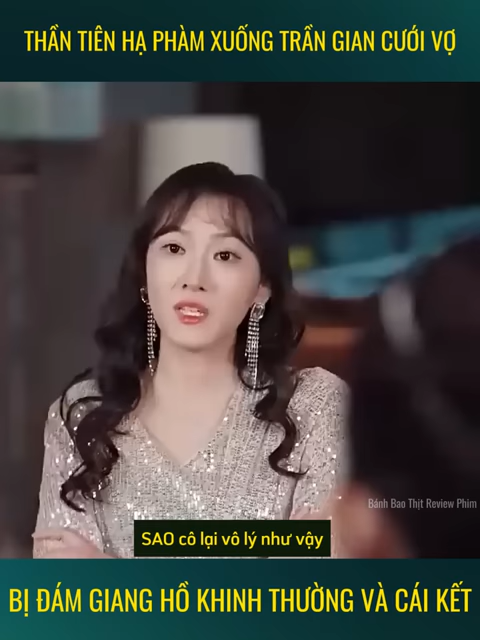 THẦN TIÊN HẠ PHÀM XUỐNG TRẦN GIAN CƯỚI VỢ
Bánh Bao Thịt Review Phim
SAO cô lại vô lý như vậy
BỊ ĐÁM GIANG HỒ KHINH THƯỜNG VÀ CÁI KẾT